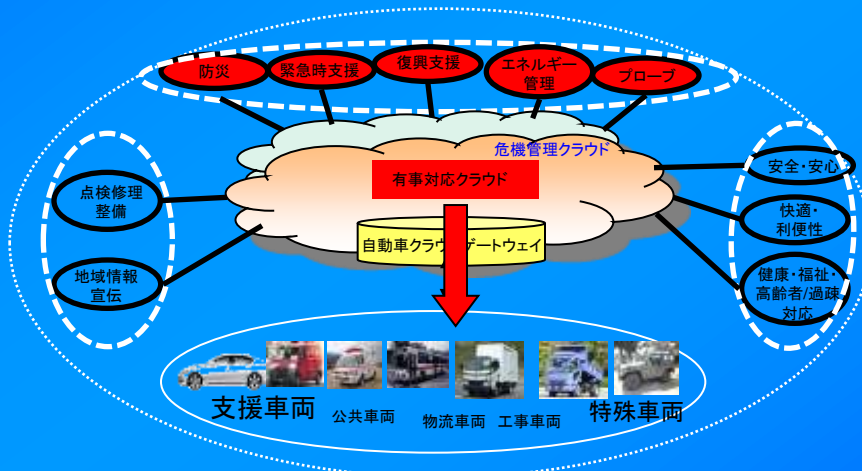 防災
緊急時支援
復興支援
エネルギー
管理
プローブ
危機管理クラウド
有事対応クラウド
安全・安心
点検修理
整備
快適・
利便性
自動車クラウドゲートウェイ
地域情報
宣伝
健康・福祉・
高齢者/過疎
対応
支援車両
公共車両
物流車両
工事車両
特殊車両